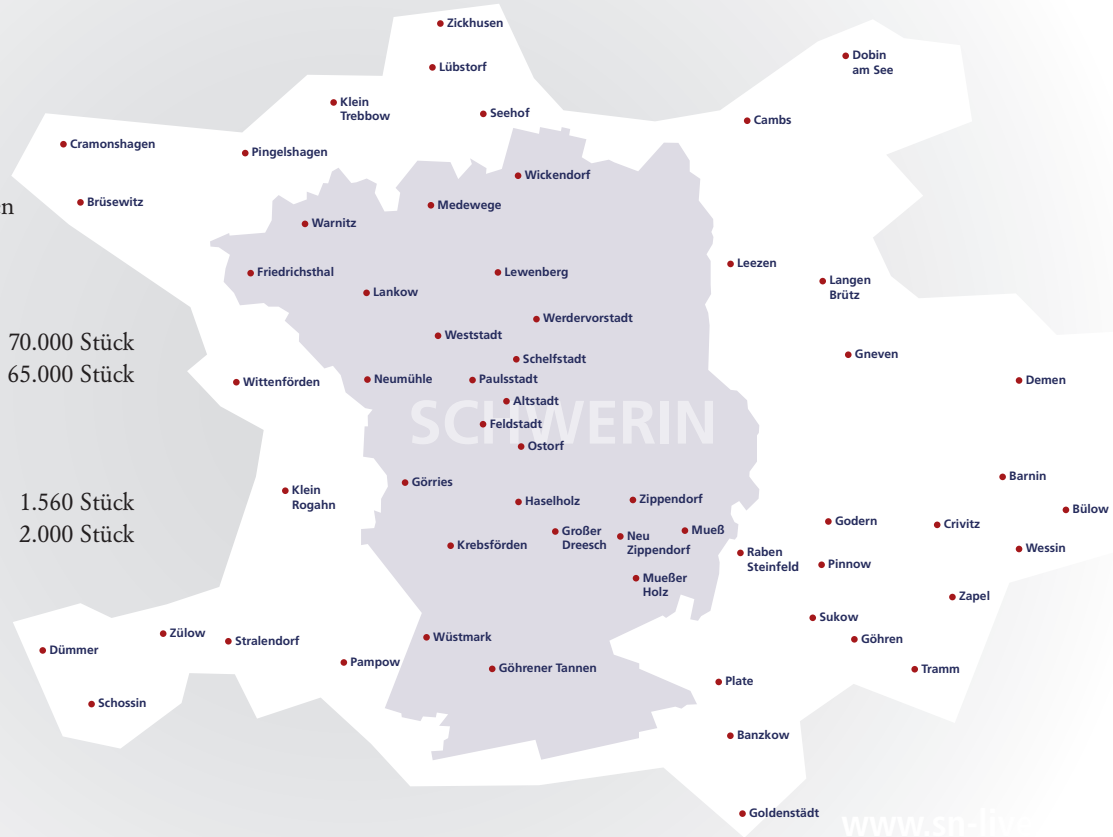 Zickhusen
Dobin
am See
Lübstorf
Klein
Trebbow
Seehof
Cambs
Cramonshagen
Pingelshagen
Wickendorf
Brüsewitz
Medewege
Warnitz
Leezen
Friedrichsthal
Lewenberg
Langen
Brütz
Lankow
Werdervorstadt
70.000 Stück
Weststadt
Schelfstadt
Gneven
65.000 Stück
Wittenförden
Neumühle
Paulsstadt
Demen
Altstadt
SCHWERIN
Feldstadt
Ostorf
Barnin
Görries
Klein
Rogahn
1.560 Stück
Haselholz
Zippendorf
Bülow
Godern
Crivitz
2.000 Stück
Großer
Dreesch
Neu
Zippendorf
Mueß
Krebsförden
Wessin
Raben
Steinfeld
Pinnow
Mueßer
Holz
Zapel
Sukow
Zülow
Stralendorf
Wüstmark
Göhren
Dümmer
Pampow
Göhrener Tannen
Tramm
Plate
Schossin
Banzkow
Goldenstädt